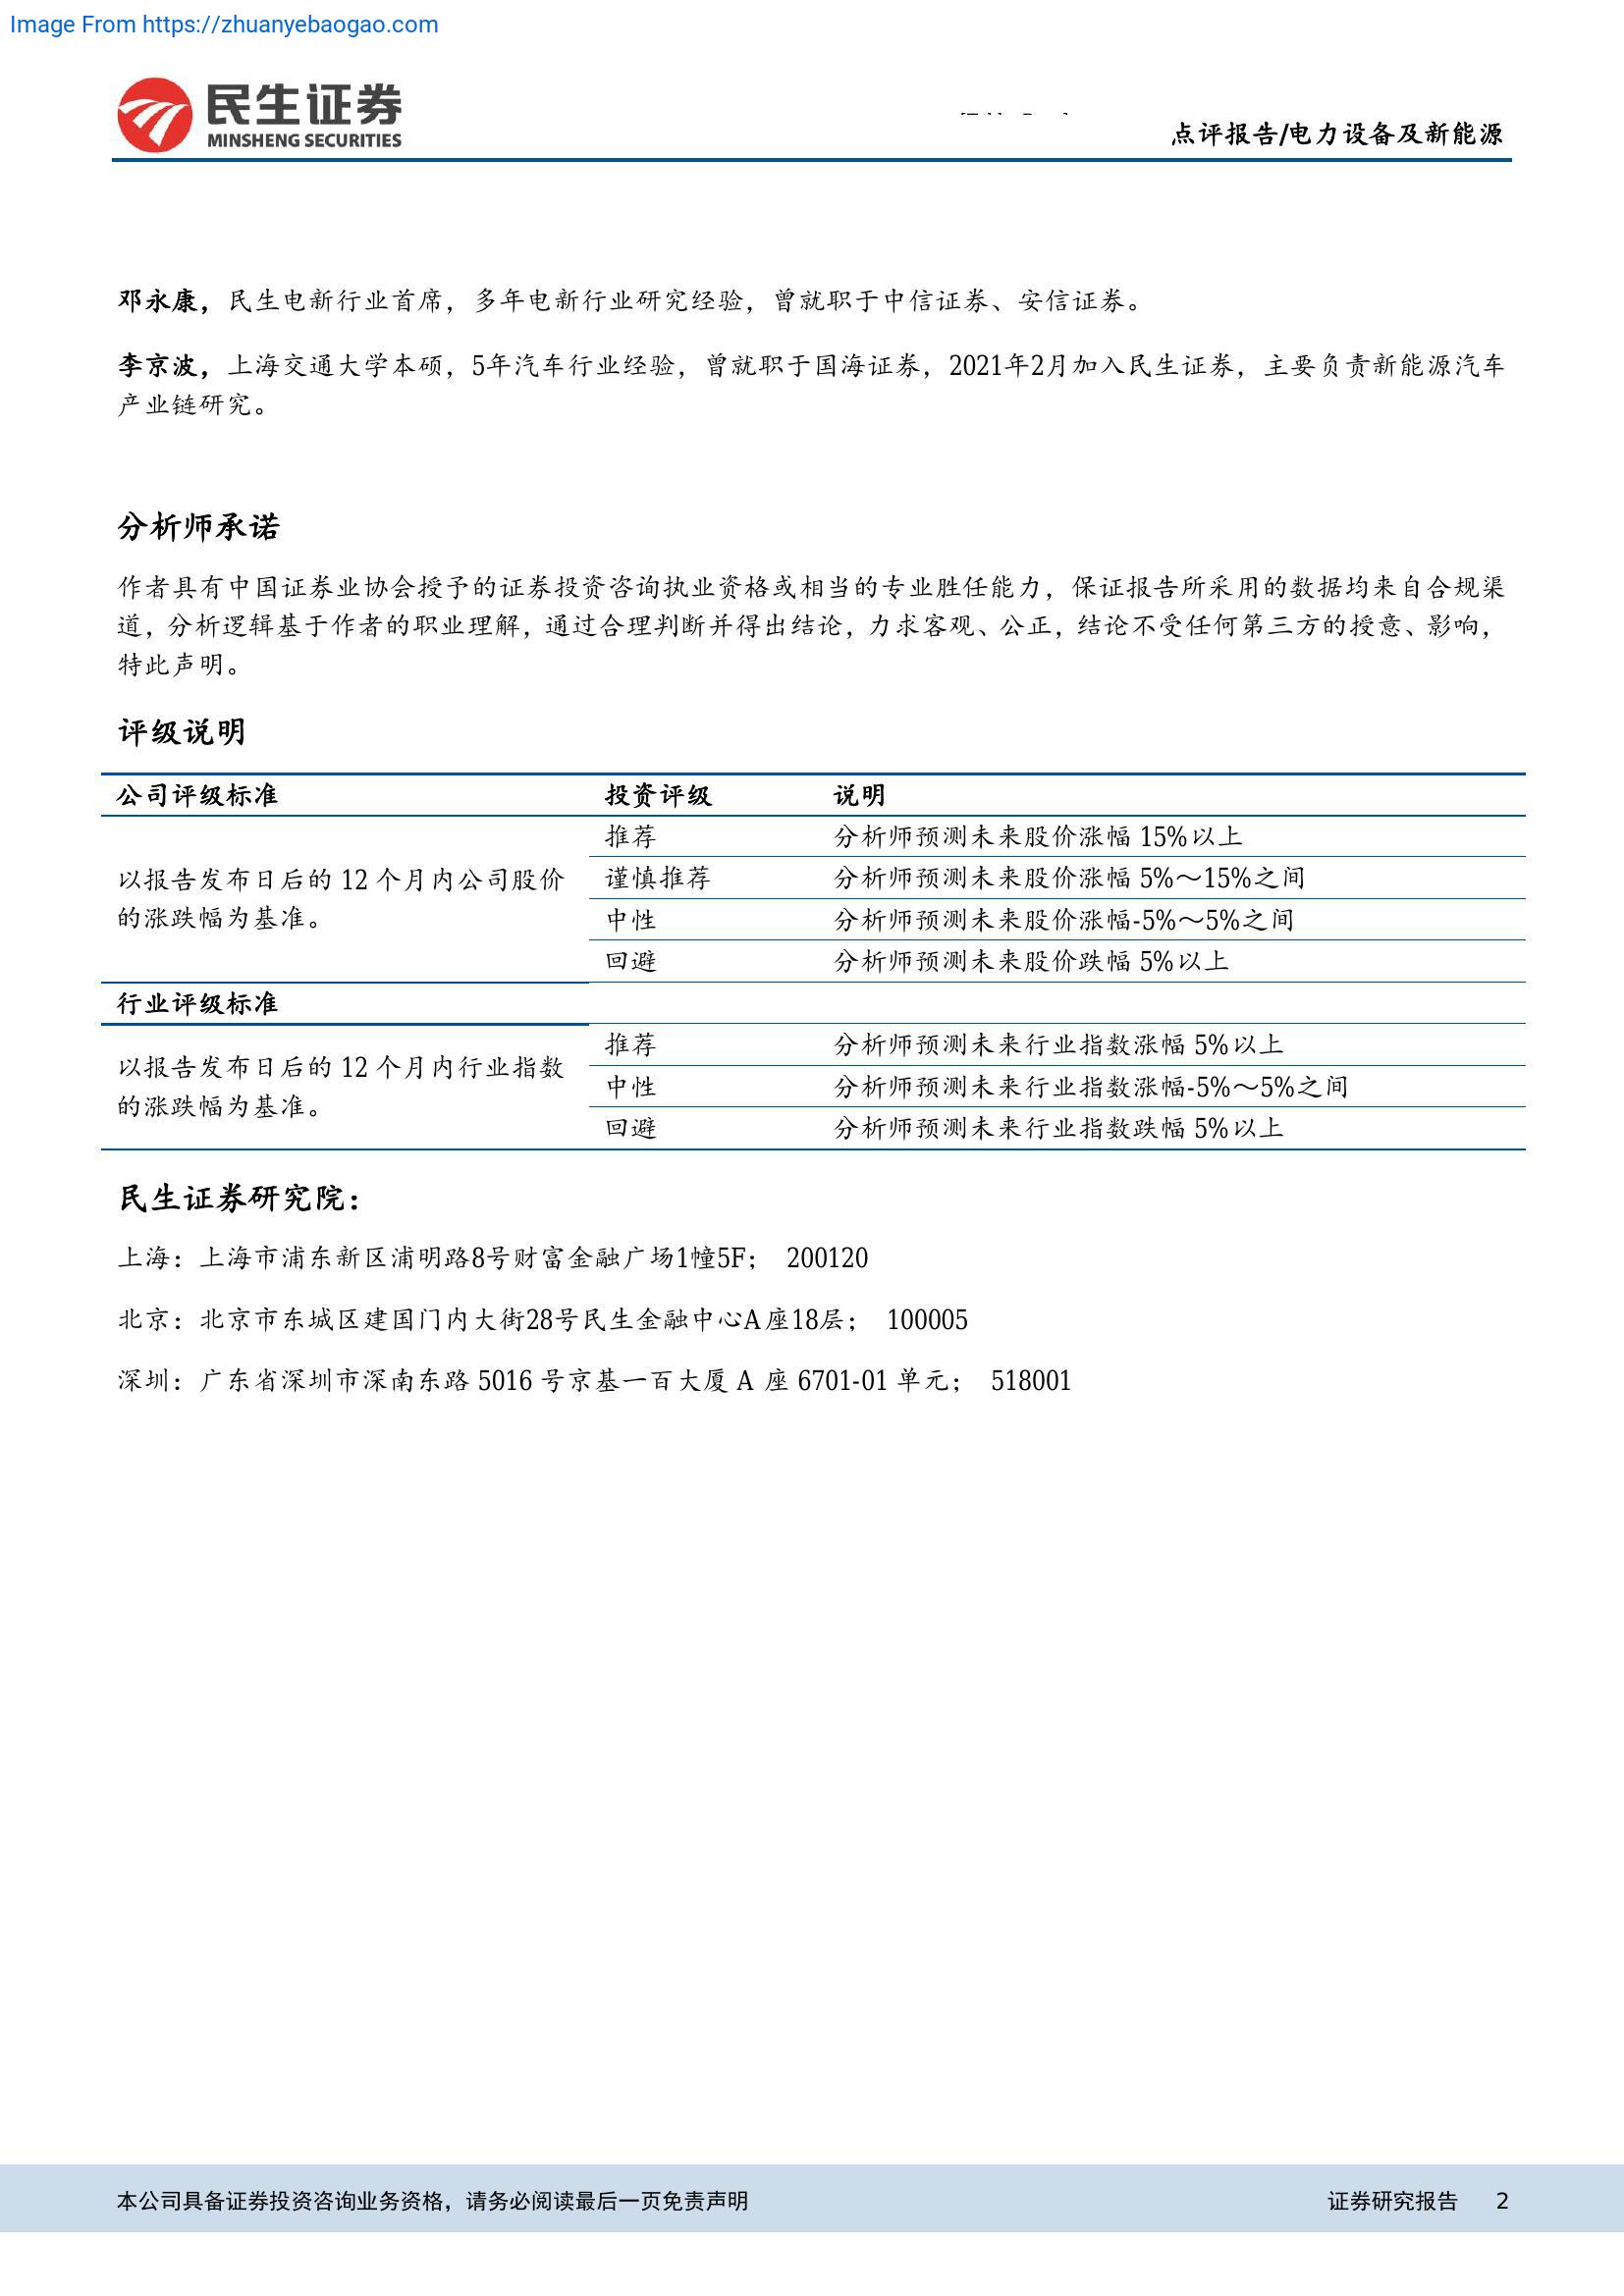 Image From https://zhuanyebaogao.com
民生证券
MINSHENG SECURITIES
点评报告/电力设备及新能源
邓永康，民生电新行业首席，多年电新行业研究经验，曾就职于中信证券、安信证券。
李京波，上海交通大学本硕，5年汽车行业经验，曾就职于国海证券，2021年2月加入民生证券，主要负责新能源汽车
产业链研究。
分析师承诺
作者具有中国证券业协会授予的证券投资咨询执业资格或相当的专业胜任能力，保证报告所采用的数据均来自合规渠
道，分析逻辑基于作者的职业理解，通过合理判断并得出结论，力求客观、公正，结论不受任何第三方的授意、影响，
特此声明。
评级说明
公司评级标准 投资评级 说明
以报告发布日后的 12 个月内公司股价
的涨跌幅为基准。
推荐 分析师预测未来股价涨幅 15%以上
谨慎推荐 分析师预测未来股价涨幅 5%～15%之间
中性 分析师预测未来股价涨幅-5%～5%之间
回避 分析师预测未来股价跌幅 5%以上
行业评级标准
以报告发布日后的 12 个月内行业指数
的涨跌幅为基准。
推荐 分析师预测未来行业指数涨幅 5%以上
中性 分析师预测未来行业指数涨幅-5%～5%之间
回避 分析师预测未来行业指数跌幅 5%以上
民生证券研究院：
上海：上海市浦东新区浦明路8号财富金融广场1幢5F； 200120
北京：北京市东城区建国门内大街28号民生金融中心A座18层； 100005
深圳：广东省深圳市深南东路 5016 号京基一百大厦 A 座 6701-01 单元； 518001
本公司具备证券投资咨询业务资格，请务必阅读最后一页免责声明 证券研究报告 2